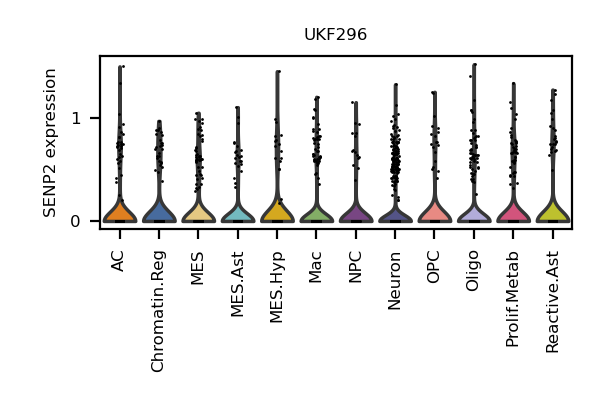 UKF296
SENP2 expression
1
0
AC
Chromatin.Reg
MES
MES.Ast
MES.Hyp
Mac
NPC
Neuron
OPC
Oligo
Prolif.Metab
Reactive.Ast